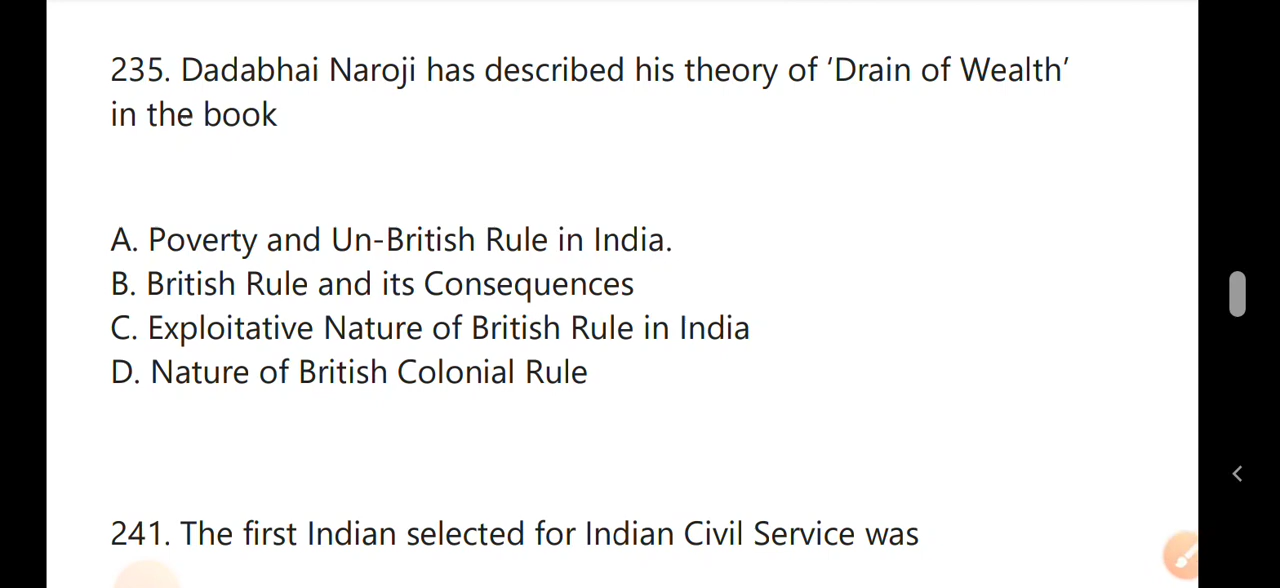 235. Dadabhai Naroji has described his theory of ‘Drain of Wealth’
in the book
A. Poverty and Un-British Rule in India.
B. British Rule and its Consequences
C. Exploitative Nature of British Rule in India
D. Nature of British Colonial Rule
241. The first Indian selected for Indian Civil Service was